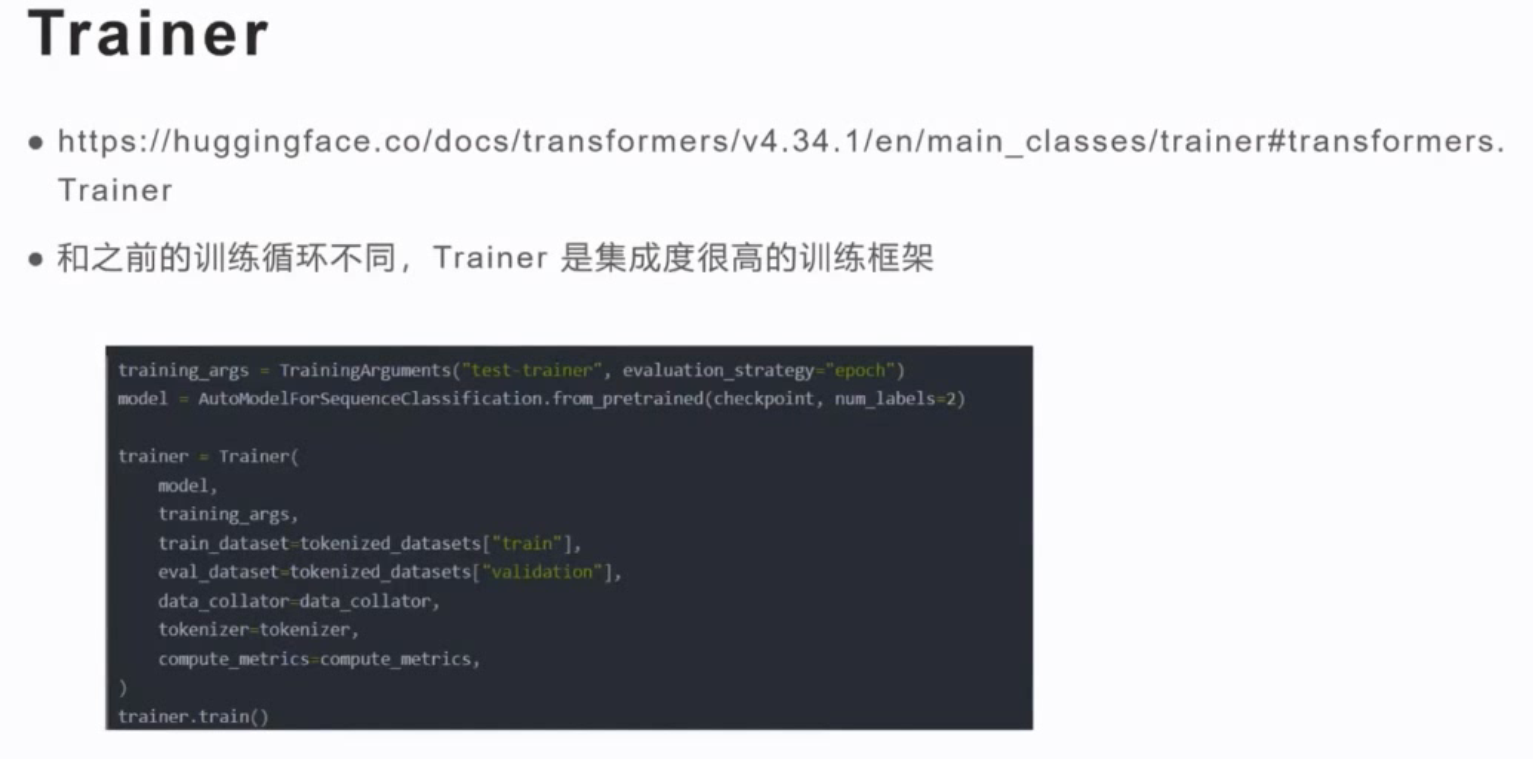 Trainer
● https://huggingface.co/docs/transformers/v4.34.1/en/main_classes/trainer#transformers.
Trainer
● 和之前的训练循环不同，Trainer 是集成度很高的训练框架
training_args = TrainingArguments("test-trainer", evaluation_strategy="epoch")
model = AutoModelForSequenceClassification.from_pretrained(checkpoint, num_labels=2)
trainer = Trainer(
    model,
    training_args,
    train_dataset=tokenized_datasets["train"],
    eval_dataset=tokenized_datasets["validation"],
    data_collator=data_collator,
    tokenizer=tokenizer,
    compute_metrics=compute_metrics,
)
trainer.train()